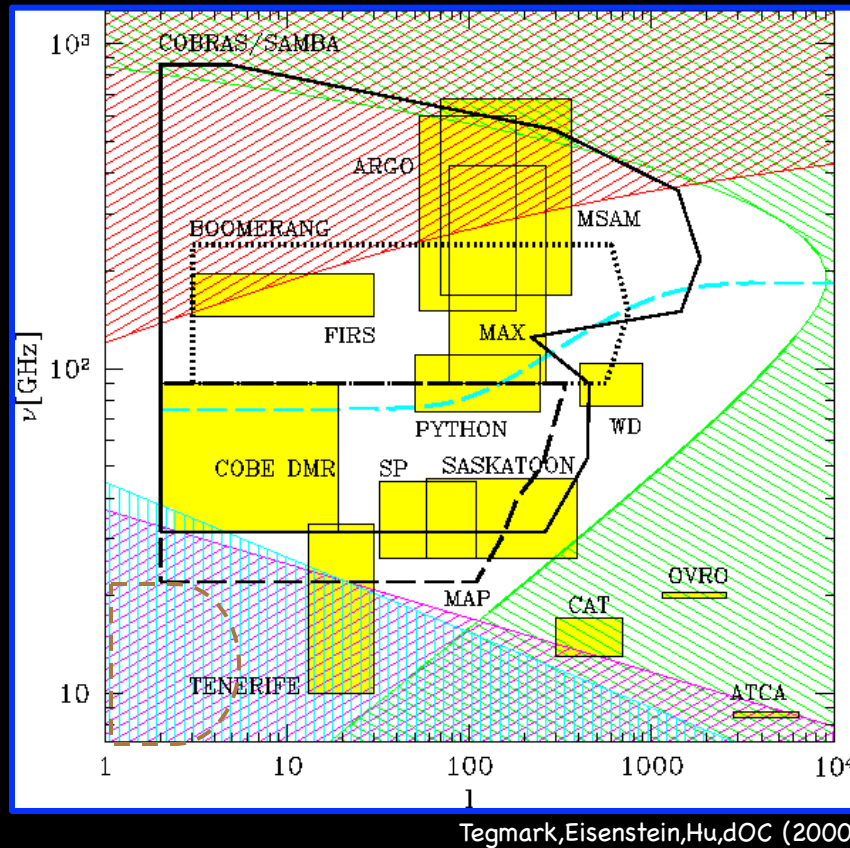 10³
COBRAS/SAMBA
ARGO
BOOMERANG
MSAM
FIRS
MAX
ν[GHz]
10²
PYTHON
WD
COBE DMR
SP
SASKATOON
OVRO
MAP
CAT
10
TENERIFE
ATCA
1
10
100
1000
10⁴
l
Tegmark,Eisenstein,Hu,dOC (2000